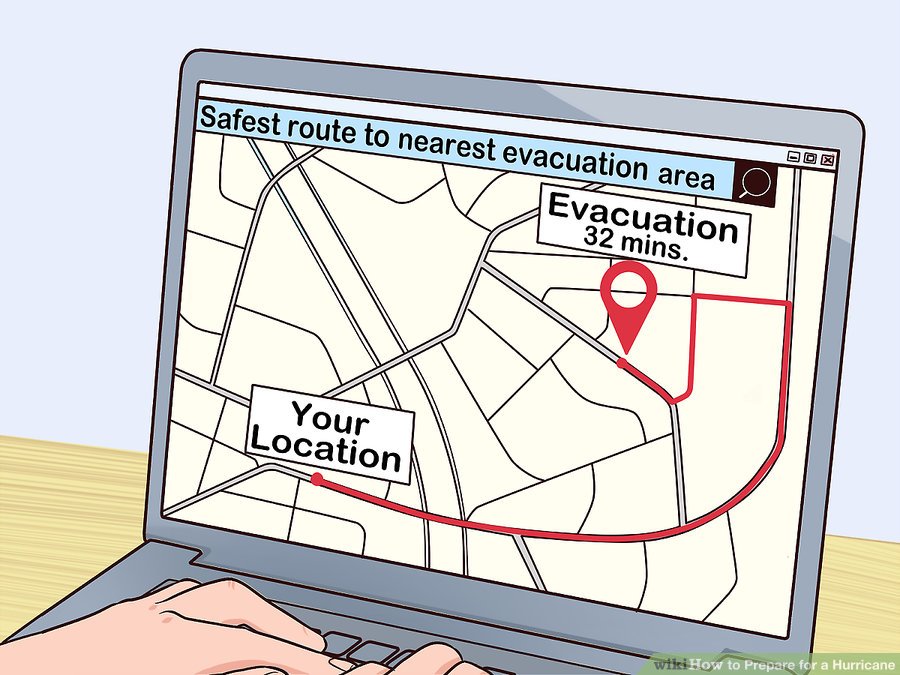 Safest route to nearest evacuation area
Evacuation
32 mins.
Your
Location
wikiHow to Prepare for a Hurricane